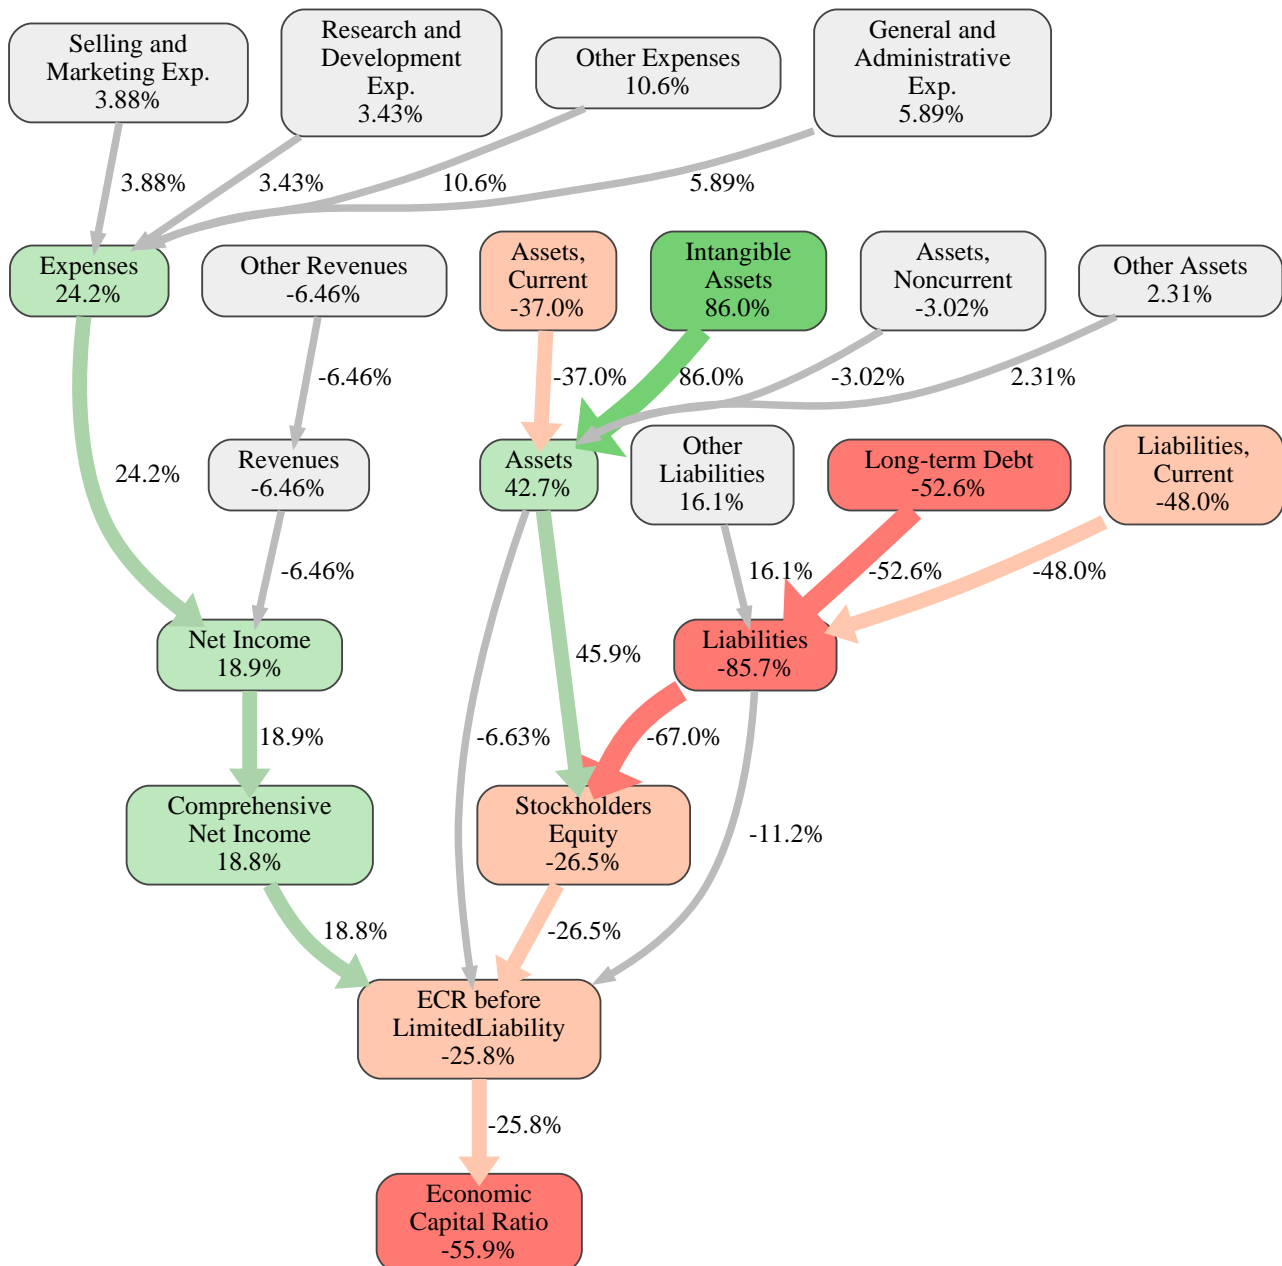 Selling and
Marketing Exp.
3.88%
Research and
Development
Exp.
3.43%
Other Expenses
10.6%
General and
Administrative
Exp.
5.89%
3.88%
3.43%
10.6%
5.89%
Expenses
24.2%
Other Revenues
-6.46%
Assets,
Current
-37.0%
Intangible
Assets
86.0%
Assets,
Noncurrent
-3.02%
Other Assets
2.31%
-6.46%
-37.0%
86.0%
-3.02%
2.31%
24.2%
Revenues
-6.46%
Assets
42.7%
Other
Liabilities
16.1%
Long-term Debt
-52.6%
Liabilities,
Current
-48.0%
-6.46%
16.1%
-52.6%
-48.0%
Net Income
18.9%
45.9%
Liabilities
-85.7%
18.9%
-6.63%
-67.0%
Comprehensive
Net Income
18.8%
Stockholders
Equity
-26.5%
-11.2%
18.8%
-26.5%
ECR before
LimitedLiability
-25.8%
-25.8%
Economic
Capital Ratio
-55.9%